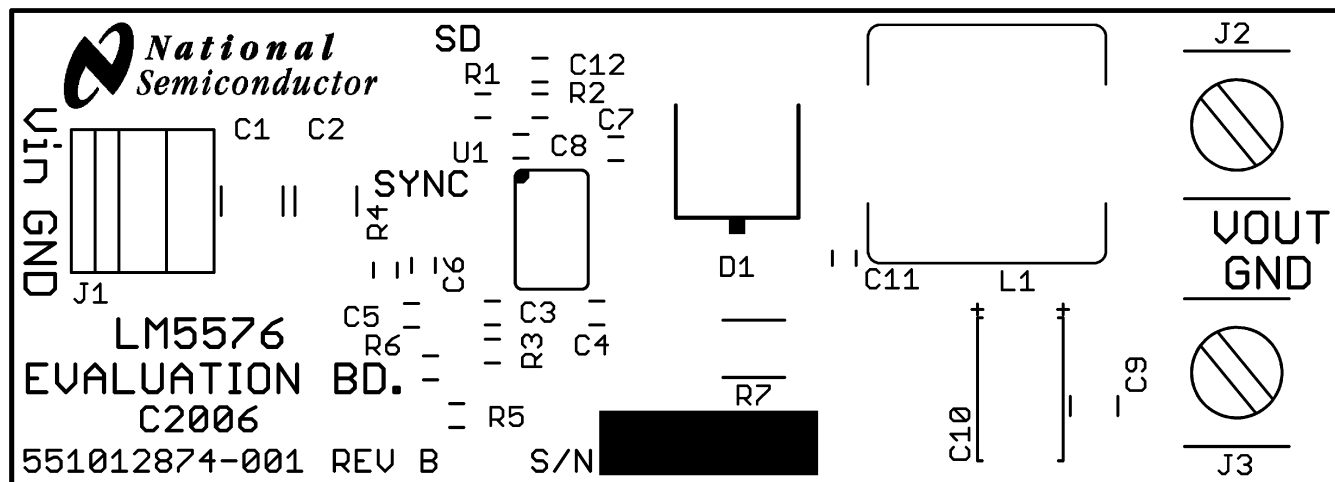 National
Semiconductor
SD
C12
R1
R2
C7
J2
Vin GND
C1
C2
U1
C8
SYNC
R4
C6
D1
C11
L1
VOUT
GND
J1
C5
C3
R6
R3
C4
LM5576
EVALUATION BD.
C2006
R5
R7
C10
C9
551012874-001 REV B
S/N
J3